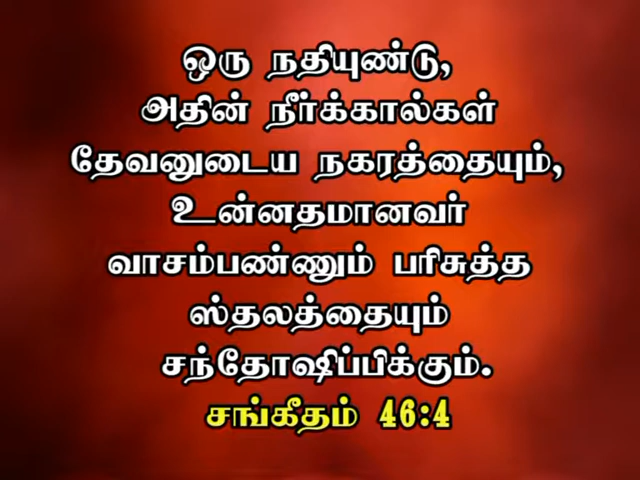 ஒரு நதியுண்டு,
அதின் நீர்க்கால்கள்
தேவனுடைய நகரத்தையும்,
உன்னதமானவர்
வாசம்பண்ணும் பரிசுத்த
ஸ்தலத்தையும்
சந்தோஷிப்பிக்கும்.
சங்கீதம் 46:4